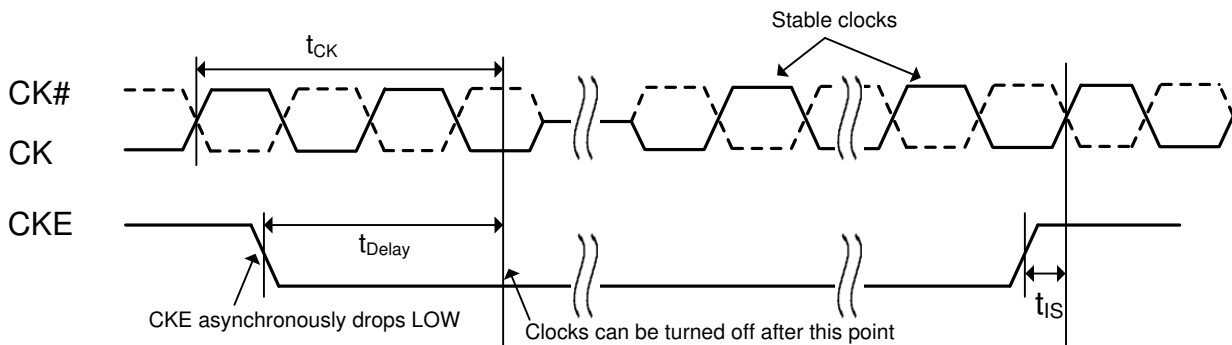 Stable clocks
tCK
CK#
CK
CKE
tDelay
tIS
CKE asynchronously drops LOW
Clocks can be turned off after this point